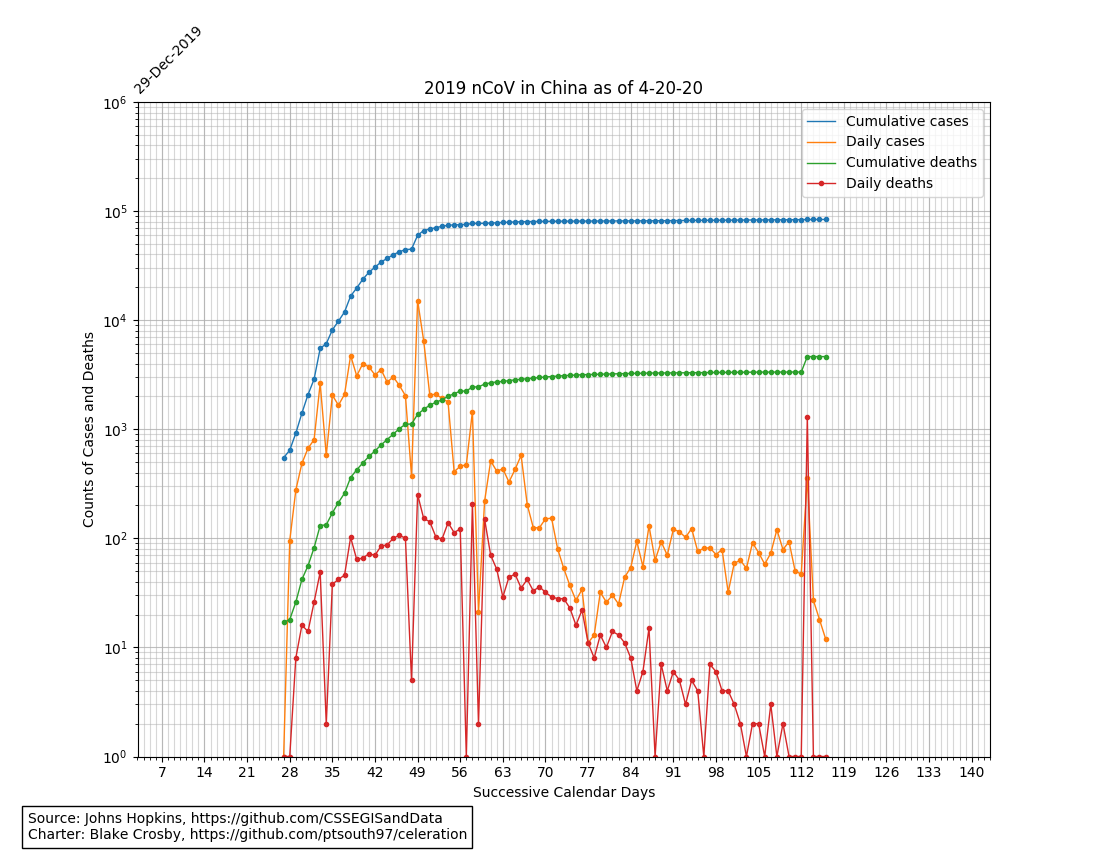 29-Dec-2019
2019 nCoV in China as of 4-20-20
Cumulative cases
Daily cases
Cumulative deaths
Daily deaths
Counts of Cases and Deaths
10^6
10^5
10^4
10^3
10^2
10^1
10^0
7 14 21 28 35 42 49 56 63 70 77 84 91 98 105 112 119 126 133 140
Successive Calendar Days
Source: Johns Hopkins, https://github.com/CSSEGISandData
Charter: Blake Crosby, https://github.com/ptsouth97/celeration